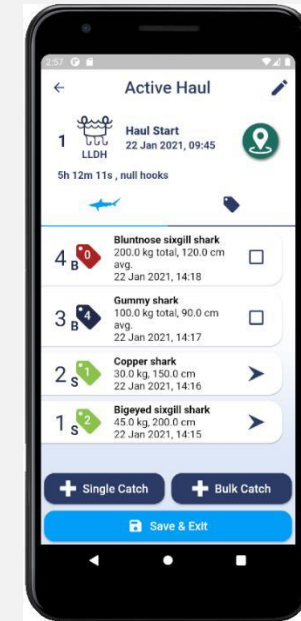 2:57
Active Haul
1
LLDH
Haul Start
22 Jan 2021, 09:45
5h 12m 11s , null hooks
4 B 0
Bluntnose sixgill shark
200.0 kg total, 120.0 cm
avg.
22 Jan 2021, 14:18
3 B 4
Gummy shark
100.0 kg total, 90.0 cm
avg.
22 Jan 2021, 14:17
2 S 1
Copper shark
30.0 kg, 150.0 cm
22 Jan 2021, 14:16
1 S 2
Bigeyed sixgill shark
45.0 kg, 200.0 cm
22 Jan 2021, 14:15
Single Catch
Bulk Catch
Save & Exit